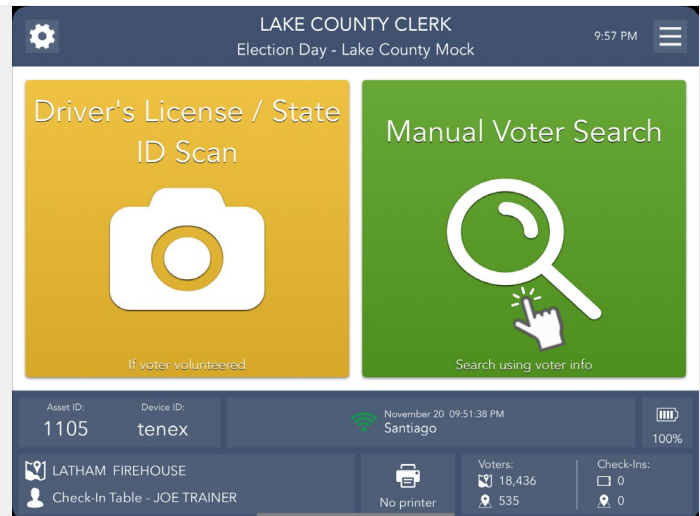 LAKE COUNTY CLERK
Election Day - Lake County Mock
9:57 PM
Driver's License / State
ID Scan
If voter volunteered
Manual Voter Search
Search using voter info
Asset ID:
1105
Device ID:
tenex
November 20 09:51:38 PM
Santiago
100%
LATHAM FIREHOUSE
Check-In Table - JOE TRAINER
No printer
Voters:
18,436
535
Check-Ins:
0
0